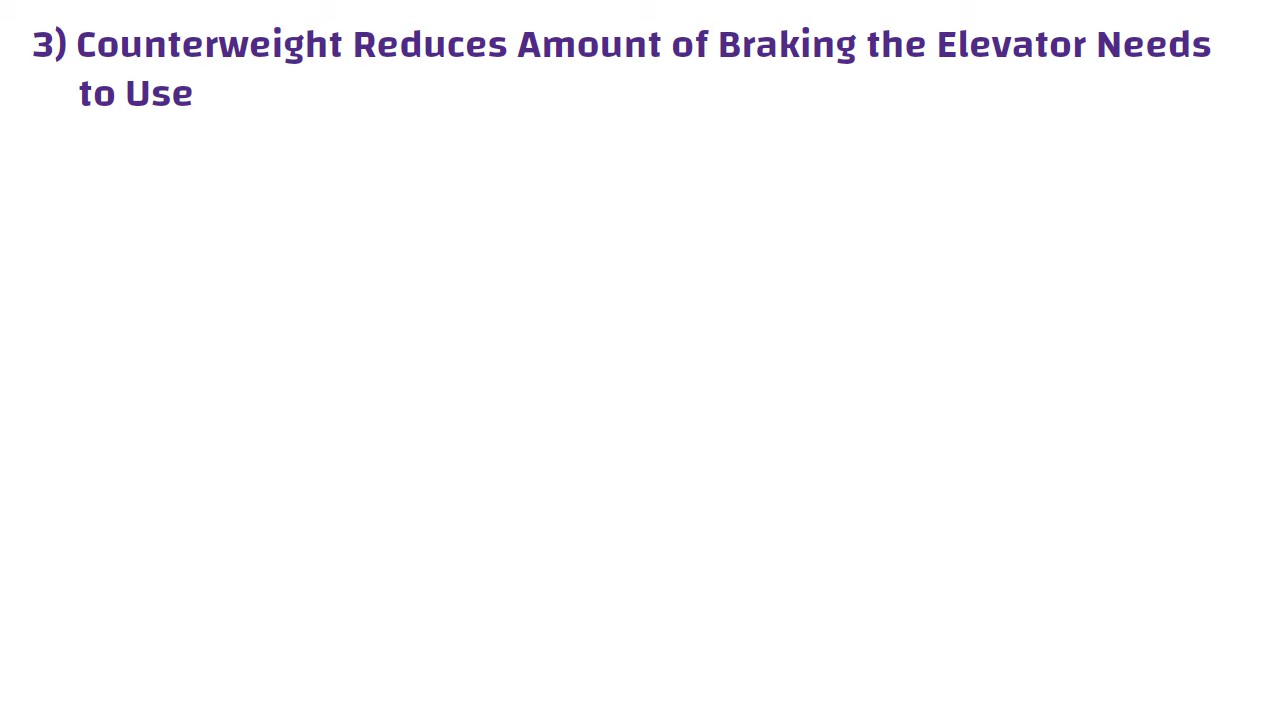 3) Counterweight Reduces Amount of Braking the Elevator Needs
to Use